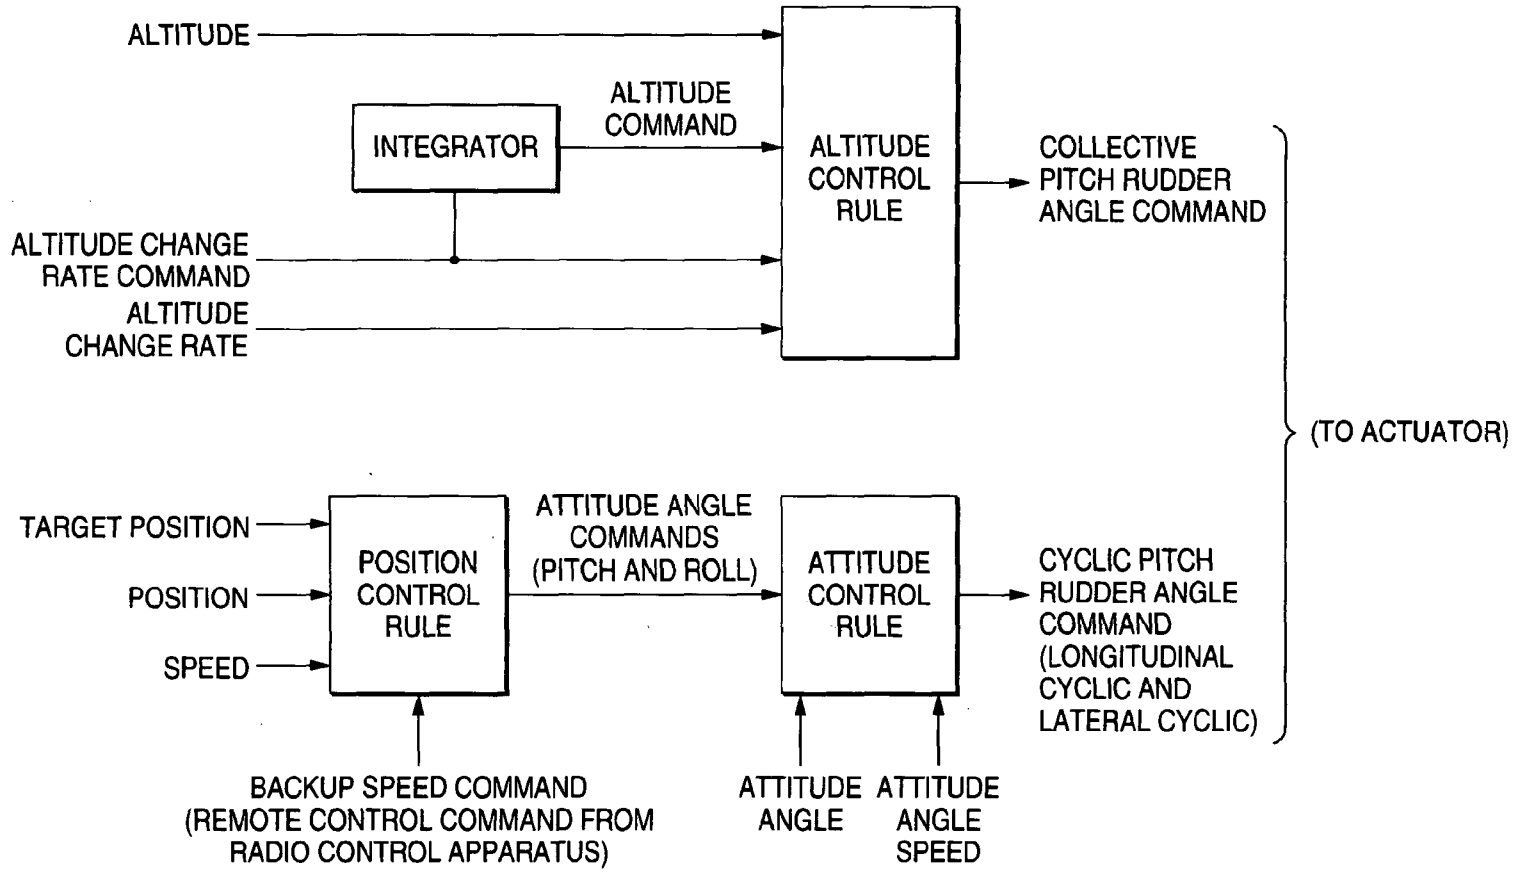 ALTITUDE
ALTITUDE
COMMAND
INTEGRATOR
ALTITUDE
CONTROL
RULE
COLLECTIVE
PITCH RUDDER
ANGLE COMMAND
ALTITUDE CHANGE
RATE COMMAND
ALTITUDE
CHANGE RATE
(TO ACTUATOR)
TARGET POSITION
POSITION
SPEED
POSITION
CONTROL
RULE
ATTITUDE ANGLE
COMMANDS
(PITCH AND ROLL)
ATTITUDE
CONTROL
RULE
CYCLIC PITCH
RUDDER ANGLE
COMMAND
(LONGITUDINAL
CYCLIC AND
LATERAL CYCLIC)
BACKUP SPEED COMMAND
(REMOTE CONTROL COMMAND FROM
RADIO CONTROL APPARATUS)
ATTITUDE
ANGLE
ATTITUDE
ANGLE
SPEED